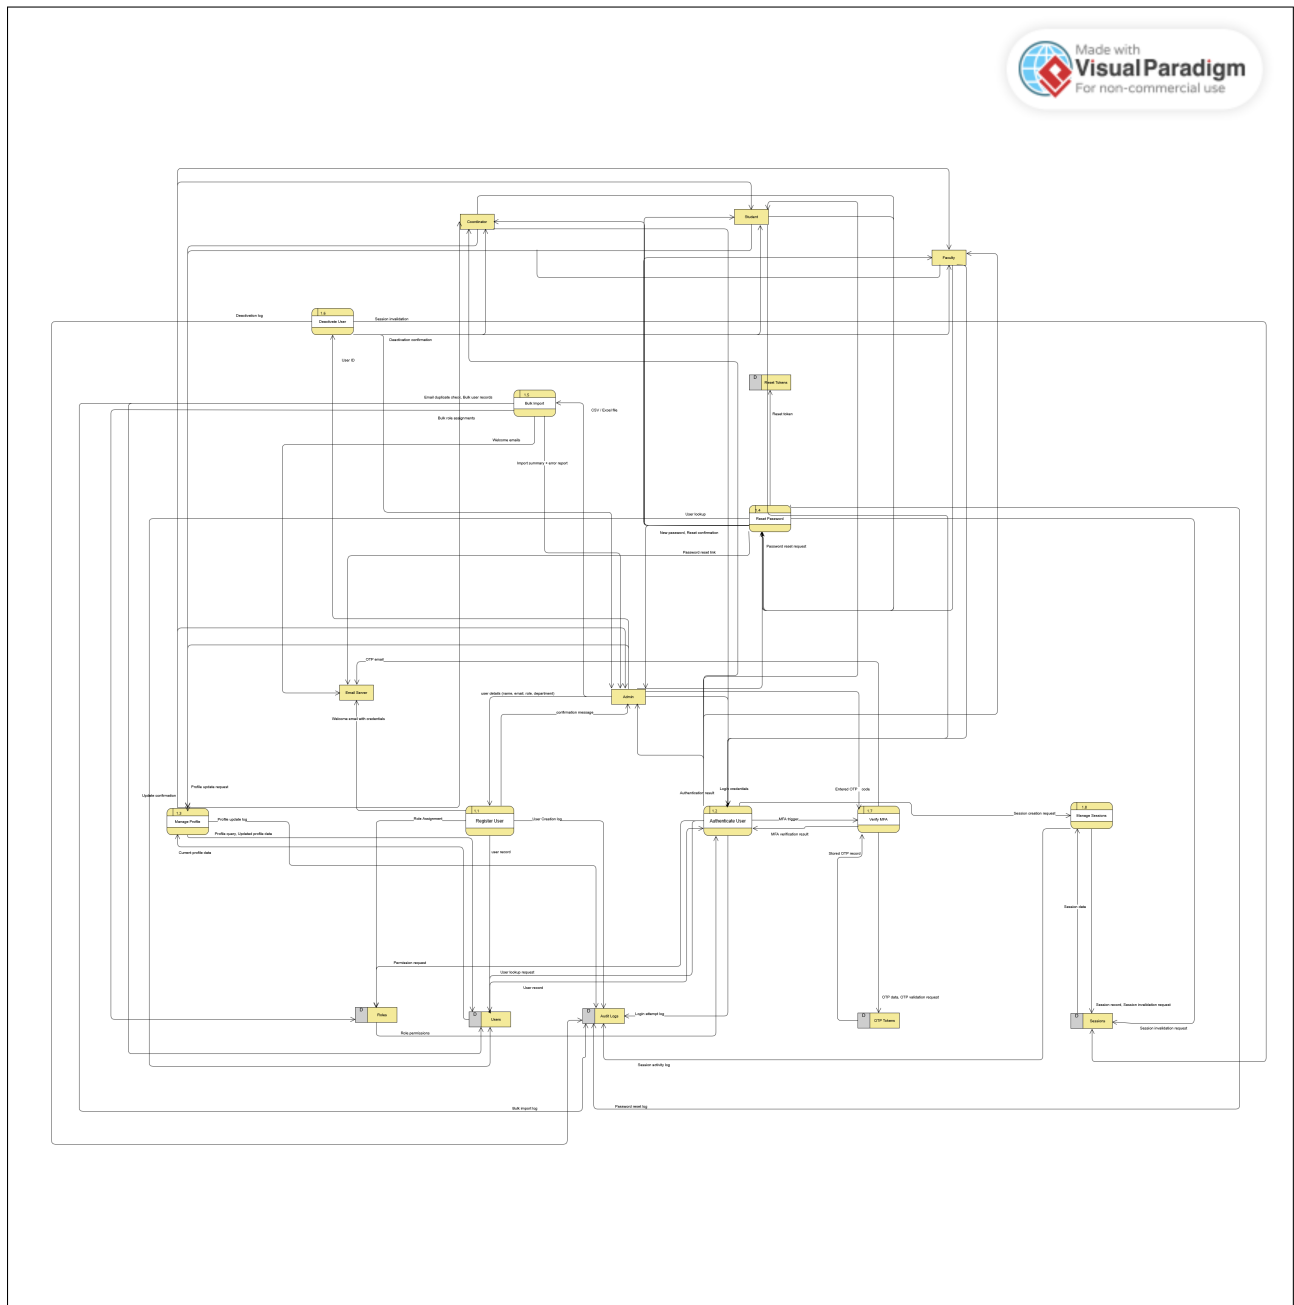 Made with
Visual Paradigm
For non-commercial use
Coordinator
Student
Faculty
1.6
Deactivate User
Deactivation log
Session invalidation
Deactivation confirmation
User ID
D
Reset Tokens
Reset token
1.5
Bulk Import
Email (duplicate check, Bulk user record)
Bulk role assignments
CSV / Excel file
Welcome emails
Import summary + error report
1.4
Reset Password
User lookup
New password, Reset confirmation
Password reset link
Password reset request
OTP email
Email Server
Admin
user details (name, email, role, department)
confirmation message
Welcome email with credentials
Profile update request
Update confirmation
Authentication result
Login credentials
Entered OTP code
1.3
Manage Profile
Profile update log
Profile query, Updated profile data
Current profile data
1.1
Register User
Role Assignment
User Creation log
user record
1.2
Authenticate User
MFA trigger
MFA verification result
1.7
Verify MFA
Stored OTP record
Session creation request
1.8
Manage Sessions
Session data
Permission request
User lookup request
User record
OTP data, OTP validation request
Session record, Session invalidation request
D
Roles
Role permissions
D
Users
D
Audit Logs
Login attempt log
D
OTP Tokens
D
Sessions
Session invalidation request
Session activity log
Bulk import log
Password reset log